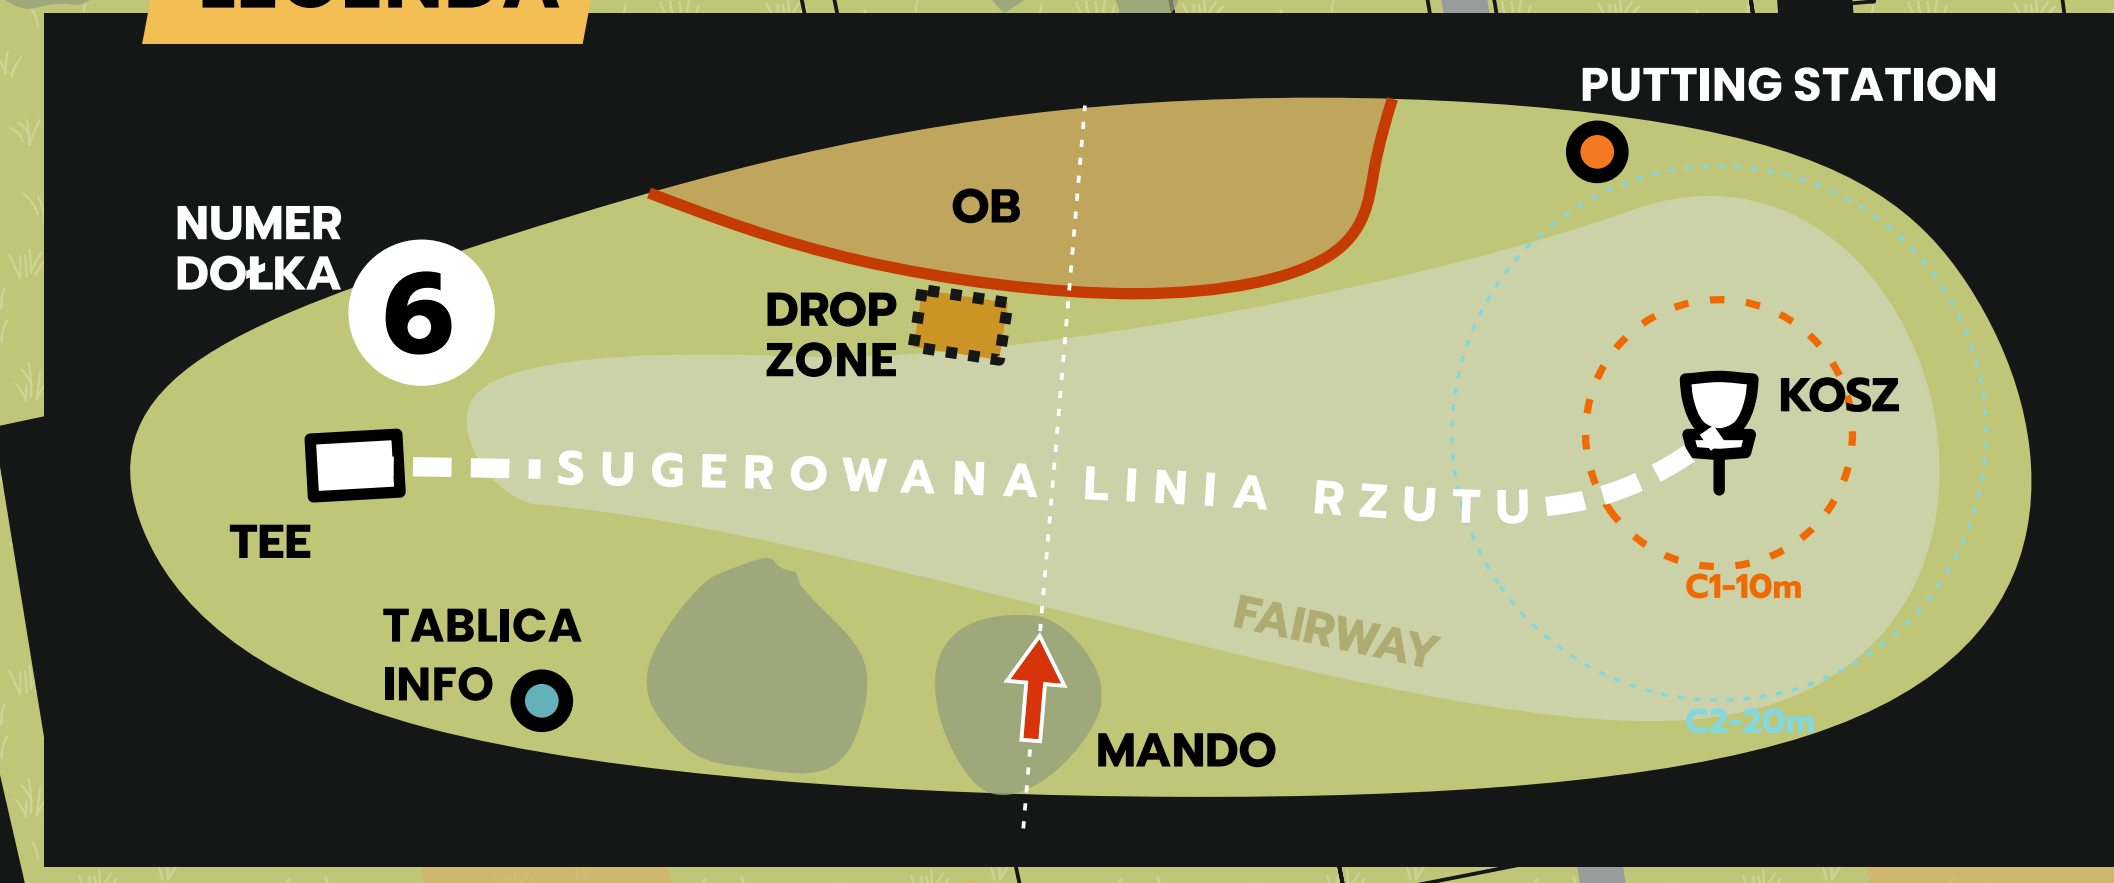 LEGENDA
PUTTING STATION
NUMER
DOŁKA
6
OB
DROP
ZONE
KOSZ
SUGEROWANA LINIA RZUTU
TEE
C1-10m
TABLICA
INFO
FAIRWAY
C2-20m
MANDO